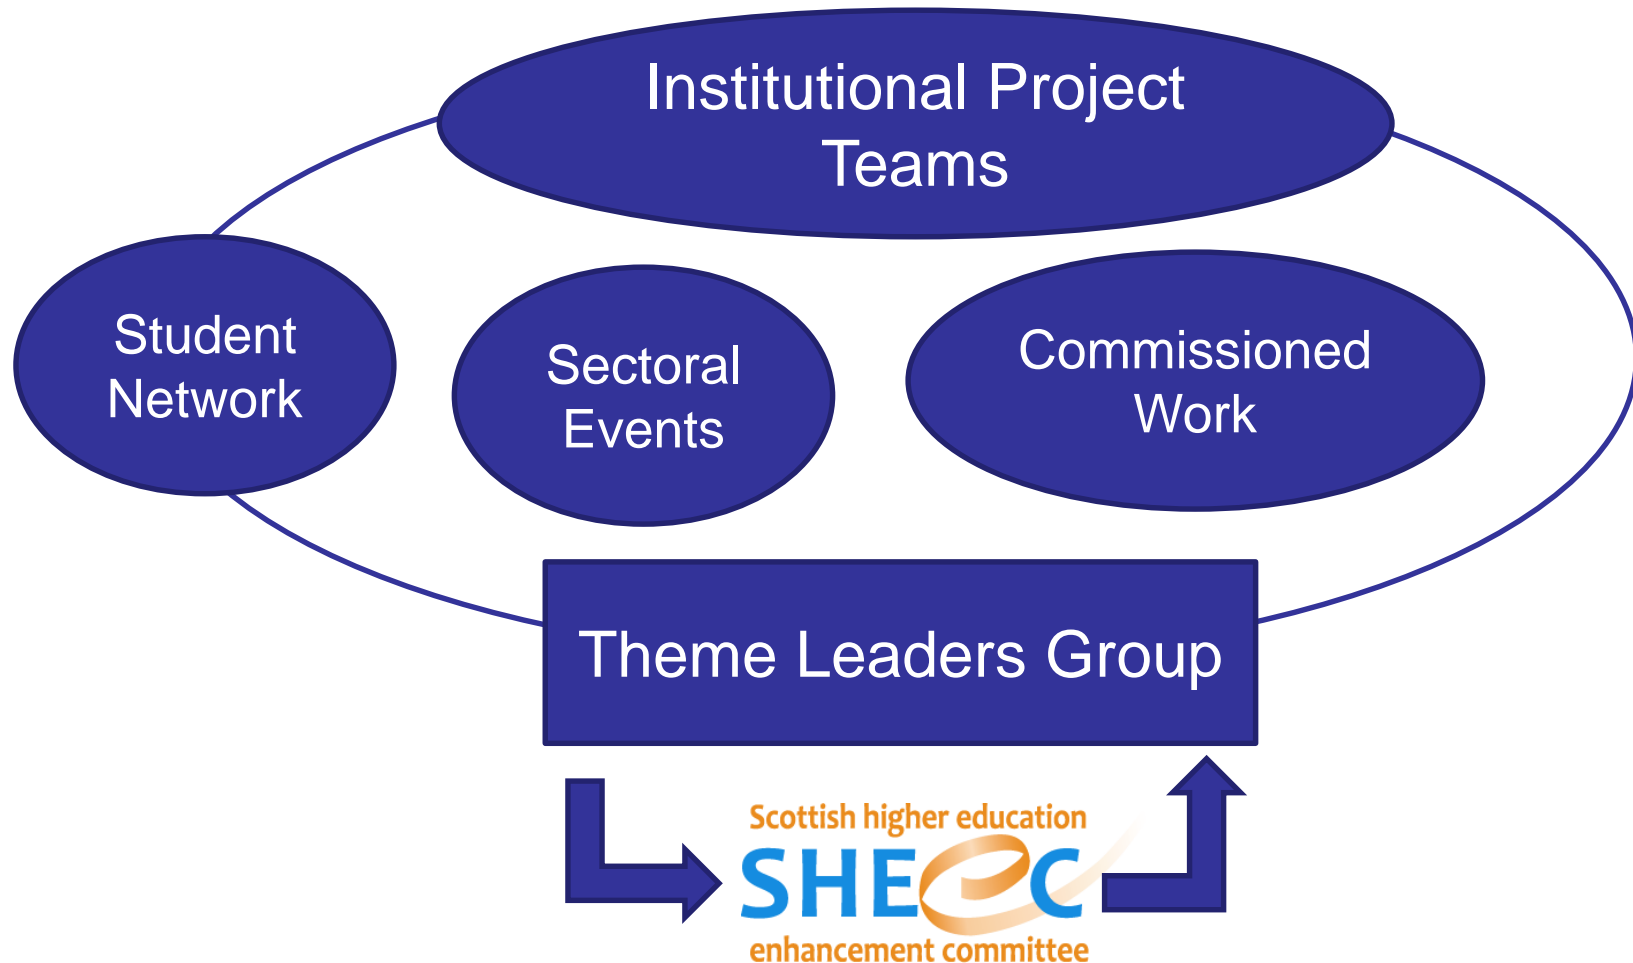 Institutional Project
Teams
Student
Network
Sectoral
Events
Commissioned
Work
Theme Leaders Group
Scottish higher education
SHEEC
enhancement committee